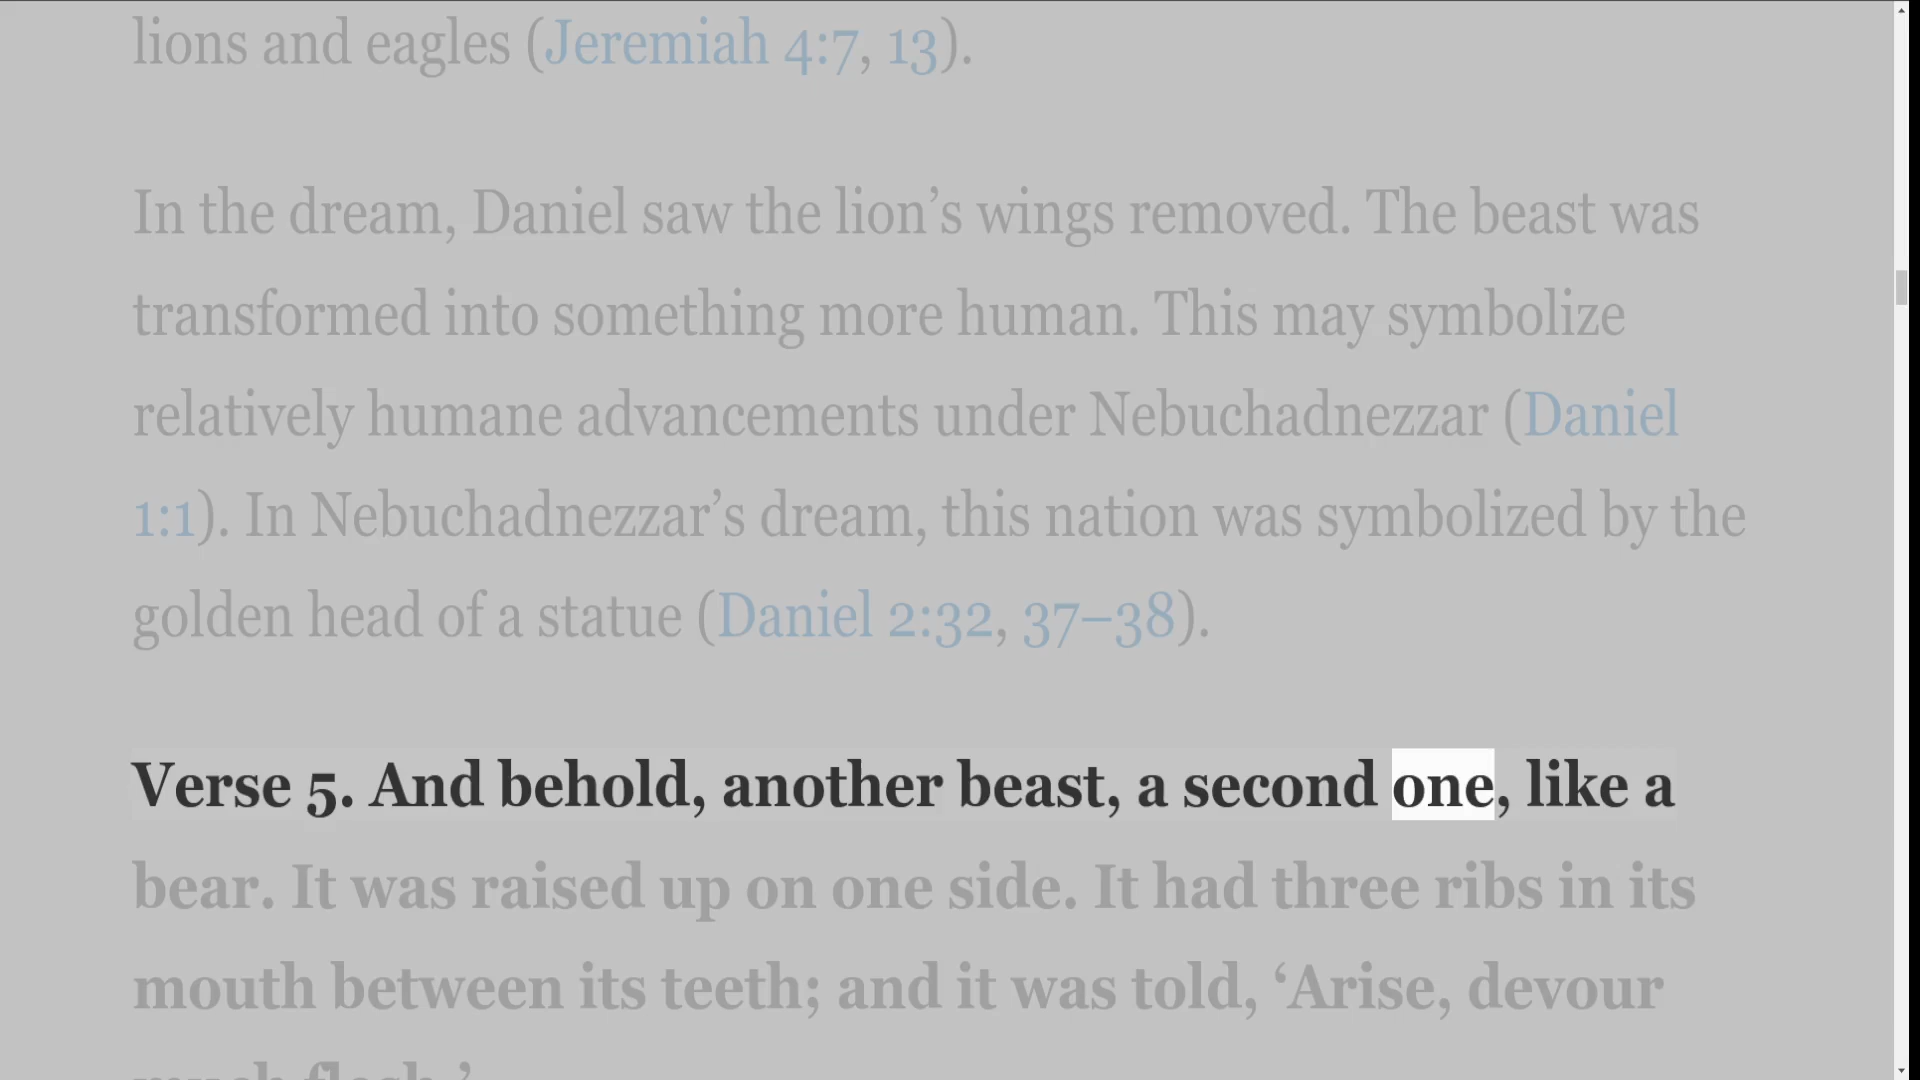 lions and eagles (Jeremiah 4:7, 13).
In the dream, Daniel saw the lion’s wings removed. The beast was
transformed into something more human. This may symbolize
relatively humane advancements under Nebuchadnezzar (Daniel
1:1). In Nebuchadnezzar’s dream, this nation was symbolized by the
golden head of a statue (Daniel 2:32, 37–38).
Verse 5. And behold, another beast, a second one, like a
bear. It was raised up on one side. It had three ribs in its
mouth between its teeth; and it was told, ‘Arise, devour
much flesh.’